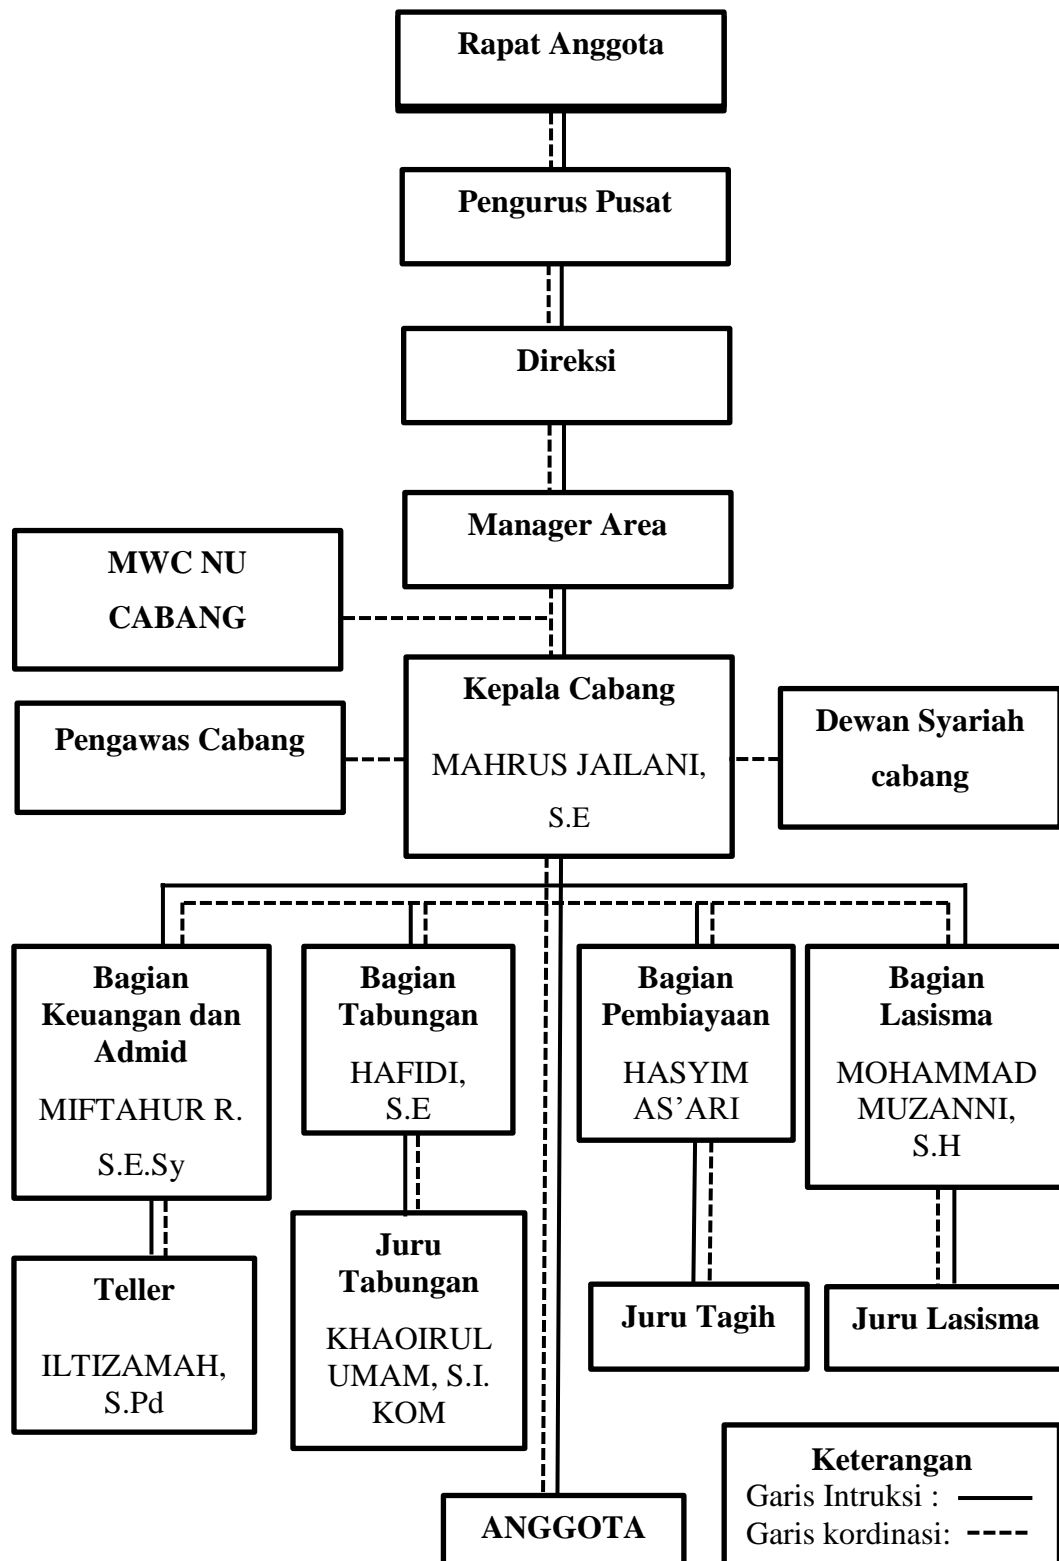 Rapat Anggota
Pengurus Pusat
Direksi
Manager Area
MWC NU
CABANG
Kepala Cabang
MAHRUS JAILANI,
S.E
Pengawas Cabang
Dewan Syariah
cabang
Bagian
Keuangan dan
Admid
MIFTAHUR R.
S.E.Sy
Bagian
Tabungan
HAFIDI,
S.E
Bagian
Pembiayaan
HASYIM
AS’ARI
Bagian
Lasisma
MOHAMMAD
MUZANNI,
S.H
Teller
ILTIZAMAH,
S.Pd
Juru
Tabungan
KHAOIRUL
UMAM, S.I.
KOM
Juru Tagih
Juru Lasisma
ANGGOTA
Keterangan
Garis Intruksi :
Garis kordinasi: